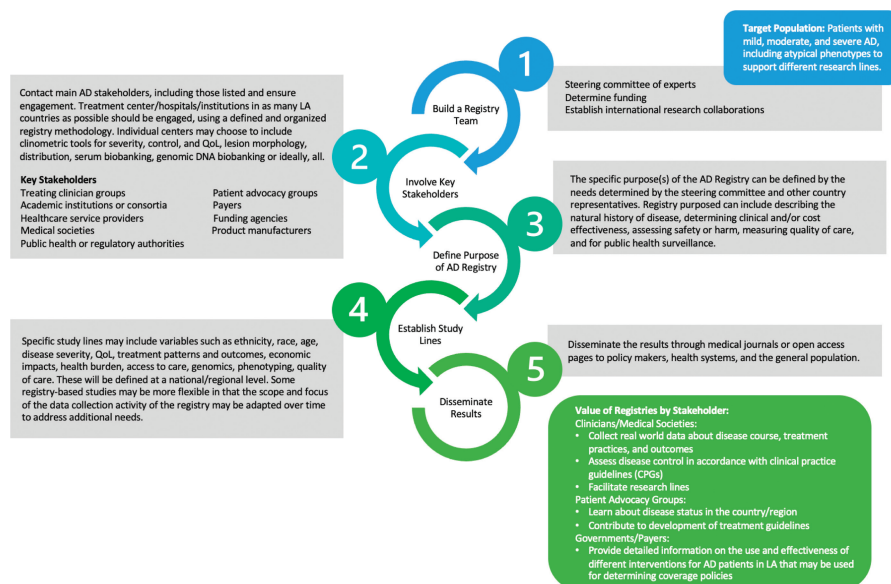 Target Population: Patients with
mild, moderate, and severe AD,
including atypical phenotypes to
support different research lines.
1
Build a Registry
Team
Steering committee of experts
Determine funding
Establish international research collaborations
Contact main AD stakeholders, including those listed and ensure
engagement. Treatment center/hospitals/institutions in as many LA
countries as possible should be engaged, using a defined and organized
registry methodology. Individual centers may choose to include
clinometric tools for severity, control, and QoL, lesion morphology,
distribution, serum biobanking, genomic DNA biobanking or ideally, all.
Key Stakeholders
Treating clinician groups
Academic institutions or consortia
Healthcare service providers
Medical societies
Public health or regulatory authorities
Patient advocacy groups
Payers
Funding agencies
Product manufacturers
2
Involve Key
Stakeholders
3
Define Purpose
of AD Registry
The specific purpose(s) of the AD Registry can be defined by the
needs determined by the steering committee and other country
representatives. Registry purposed can include describing the
natural history of disease, determining clinical and/or cost
effectiveness, assessing safety or harm, measuring quality of care,
and for public health surveillance.
4
Establish Study
Lines
Specific study lines may include variables such as ethnicity, race, age,
disease severity, QoL, treatment patterns and outcomes, economic
impacts, health burden, access to care, genomics, phenotyping, quality
of care. These will be defined at a national/regional level. Some
registry-based studies may be more flexible in that the scope and focus
of the data collection activity of the registry may be adapted over time
to address additional needs.
5
Disseminate
Results
Disseminate the results through medical journals or open access
pages to policy makers, health systems, and the general population.
Value of Registries by Stakeholder:
Clinicians/Medical Societies:
• Collect real world data about disease course, treatment
practices, and outcomes
• Assess disease control in accordance with clinical practice
guidelines (CPGs)
• Facilitate research lines
Patient Advocacy Groups:
• Learn about disease status in the country/region
• Contribute to development of treatment guidelines
Governments/Payers:
• Provide detailed information on the use and effectiveness of
different interventions for AD patients in LA that may be used
for determining coverage policies